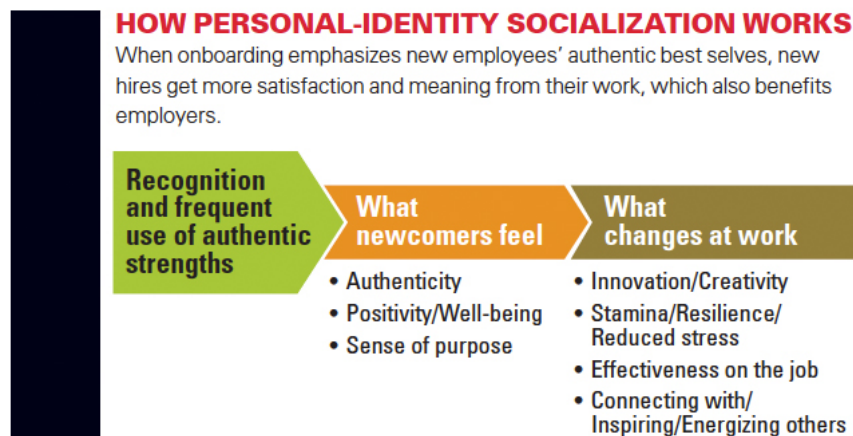 HOW PERSONAL-IDENTITY SOCIALIZATION WORKS
When onboarding emphasizes new employees’ authentic best selves, new
hires get more satisfaction and meaning from their work, which also benefits
employers.
Recognition
and frequent
use of authentic
strengths
What
newcomers feel
• Authenticity
• Positivity/Well-being
• Sense of purpose
What
changes at work
• Innovation/Creativity
• Stamina/Resilience/
Reduced stress
• Effectiveness on the job
• Connecting with/
Inspiring/Energizing others